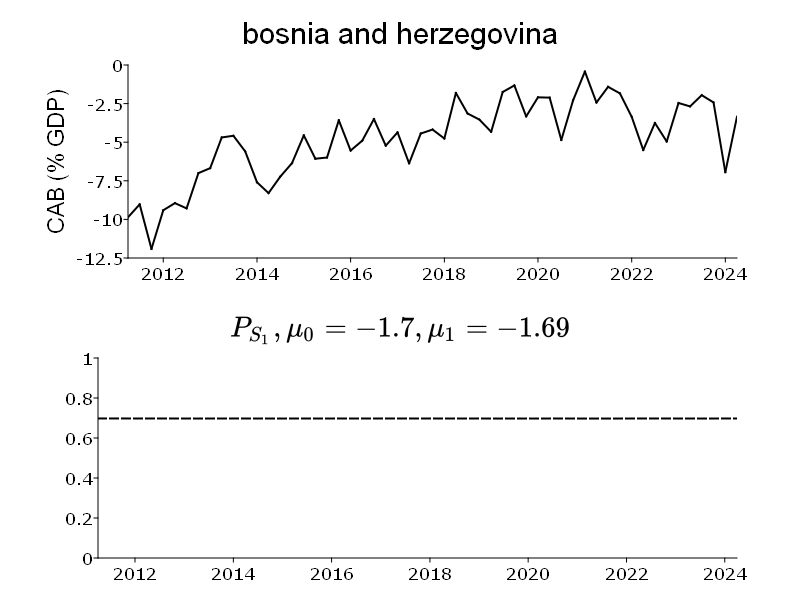 bosnia and herzegovina
CAB (% GDP)
0
-2.5
-5
-7.5
-10
-12.5
2012 2014 2016 2018 2020 2022 2024
P_{S_1}, μ_0 = −1.7, μ_1 = −1.69
1
0.8
0.6
0.4
0.2
0
2012 2014 2016 2018 2020 2022 2024